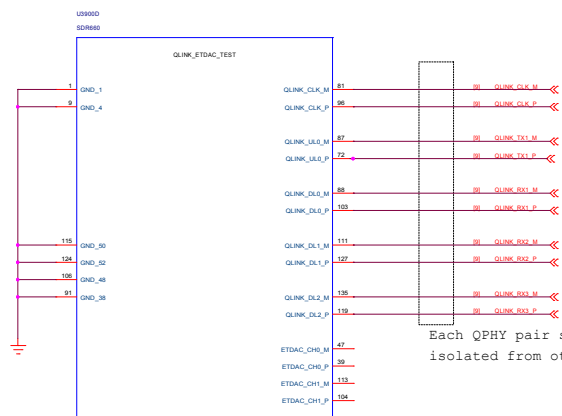 U3900D
SDR660
QLINK_ETDAC_TEST
1 GND_1 QLINK_CLK_M 81 [9] QLINK_CLK_M
9 GND_4 QLINK_CLK_P 96 [9] QLINK_CLK_P
QLINK_UL0_M 87 [9] QLINK_TX1_M
QLINK_UL0_P 72 [9] QLINK_TX1_P
QLINK_DL0_M 88 [9] QLINK_RX1_M
QLINK_DL0_P 103 [9] QLINK_RX1_P
115 GND_50 QLINK_DL1_M 111 [9] QLINK_RX2_M
124 GND_52 QLINK_DL1_P 127 [9] QLINK_RX2_P
106 GND_48
91 GND_38 QLINK_DL2_M 135 [9] QLINK_RX3_M
QLINK_DL2_P 119 [9] QLINK_RX3_P
Each QPHY pair s
isolated from ot
ETDAC_CH0_M 47
ETDAC_CH0_P 39
ETDAC_CH1_M 113
ETDAC_CH1_P 104